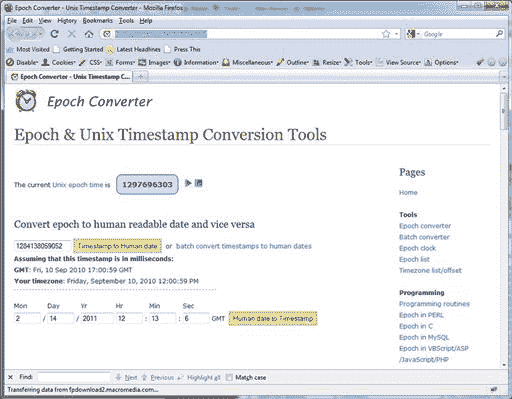 Epoch Converter - Unix Timestamp Converter - Mozilla Firefox
File Edit View History Bookmarks Tools Help
Google
Most Visited Getting Started Latest Headlines Press This
Disable Cookies CSS Forms Images Information Miscellaneous Outline Resize Tools View Source Options
Epoch Converter - Unix Timestamp C...
Epoch Converter
Epoch & Unix Timestamp Conversion Tools
The current Unix epoch time is 1297696303
Convert epoch to human readable date and vice versa
1284138059052 Timestamp to Human date or batch convert timestamps to human dates
Assuming that this timestamp is in milliseconds:
GMT: Fri, 10 Sep 2010 17:00:59 GMT
Your timezone: Friday, September 10, 2010 12:00:59 PM
Mon Day Yr Hr Min Sec
2 / 14 / 2011 12 : 13 : 6 GMT Human date to Timestamp
Pages
Home
Tools
Epoch converter
Batch converter
Epoch clock
Epoch list
Timezone list/offset
Programming
Programming routines
Epoch in PERL
Epoch in C
Epoch in MySQL
Epoch in VBScript/ASP
/JavaScript/PHP
Find: Next Previous Highlight all Match case
Transferring data from fpdownload2.macromedia.com...